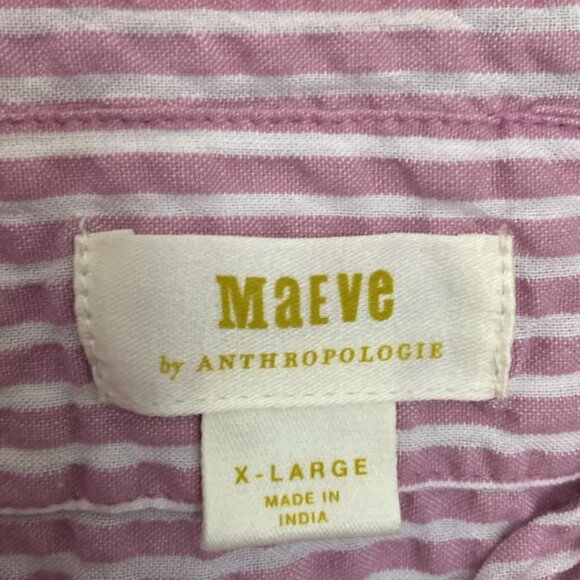 MaEVe
by ANTHROPOLOGIE
X-LARGE
MADE IN
INDIA